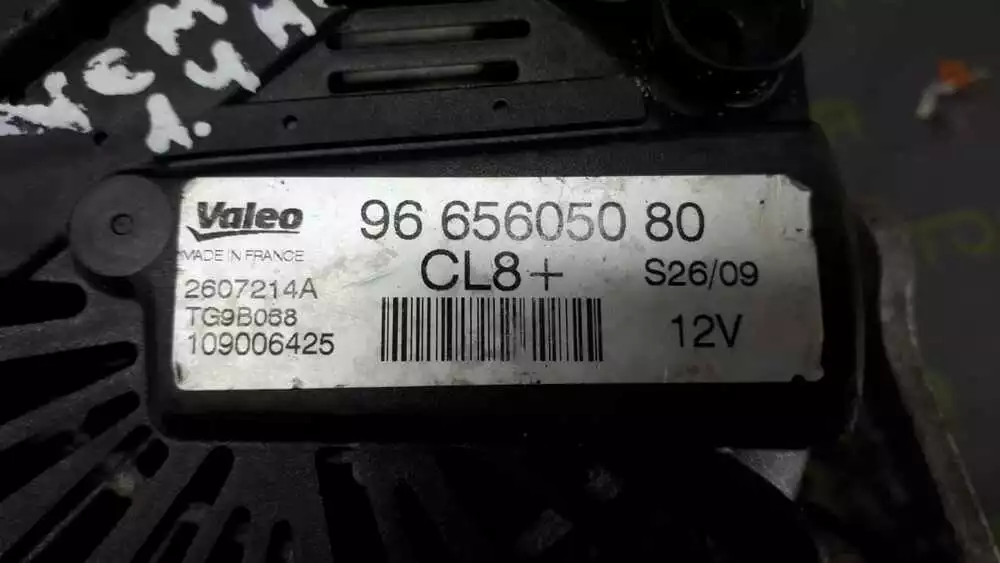 Valeo
96 656050 80
MADE IN FRANCE
CL8+
S26/09
2607214A
TG9B068
109006425
12V